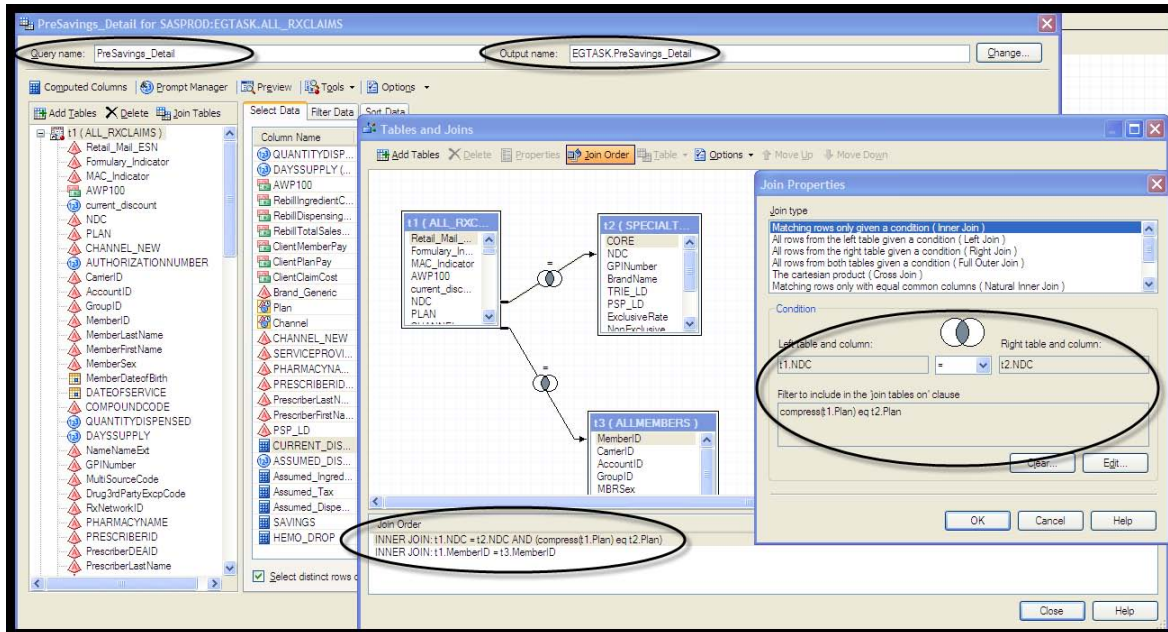 PreSavings_Detail for SASPROD:EGTASK.ALL_RXCLAIMS
Query name: PreSavings_Detail Output name: EGTASK.PreSavings_Detail Change...
Computed Columns Prompt Manager Preview Tools Options
Add Tables Delete Join Tables
t1 (ALL_RXCLAIMS)
Retail_Mail_ESN
Formulary_Indicator
MAC_Indicator
AWP100
current_discount
NDC
PLAN
CHANNEL_NEW
AUTHORIZATIONNUMBER
CarrierID
AccountID
GroupID
MemberID
MemberLastName
MemberFirstName
MemberSex
MemberDateofBirth
DATEOFSERVICE
COMPOUNDCODE
QUANTITYDISPENSED
DAYSSUPPLY
NameNameExt
GPINumber
MultiSourceCode
Drug3rdPartyExcpCode
RxNetworkID
PHARMACYNAME
PRESCRIBERID
PrescriberDEAID
PrescriberLastName
Select Data Filter Data Sort Data
Column Name
QUANTITYDISP...
DAYSSUPPLY (...
AWP100
RebillIngredientC...
RebillDispensing...
RebillTotalSales...
ClientMemberPay
ClientPlanPay
ClientClaimCost
Brand_Generic
Plan
Channel
CHANNEL_NEW
SERVICEPROVI...
PHARMACYNA...
PRESCRIBERID...
PrescriberLastN...
PrescriberFirstNa...
PSP_LD
CURRENT_DIS...
ASSUMED_DIS...
Assumed_Ingred...
Assumed_Tax
Assumed_Dispe...
SAVINGS
HEMO_DROP
Select distinct rows
Tables and Joins
Add Tables Delete Properties Join Order Table Options Move Up Move Down
t1 ( ALL_RXC...
Retail_Mail_...
Formulary_In...
MAC_Indicator
AWP100
current_disc...
NDC
PLAN
t2 ( SPECIALT...
CORE
NDC
GPINumber
BrandName
TRIE_LD
PSP_LD
ExclusiveRate
NonExclusive
=
=
t3 ( ALLMEMBERS )
MemberID
CarrierID
AccountID
GroupID
MBRSex
Join Order
INNER JOIN: t1.NDC = t2.NDC AND (compress(t1.Plan) eq t2.Plan)
INNER JOIN: t1.MemberID = t3.MemberID
Close Help
Join Properties
Join type
Matching rows only given a condition ( Inner Join )
All rows from the left table given a condition ( Left Join )
All rows from the right table given a condition ( Right Join )
All rows from both tables given a condition ( Full Outer Join )
The cartesian product ( Cross Join )
Matching rows only with equal common columns ( Natural Inner Join )
Condition
Left table and column: Right table and column:
t1.NDC = t2.NDC
Filter to include in the 'join tables on' clause
compress(t1.Plan) eq t2.Plan
Clear... Edit...
OK Cancel Help